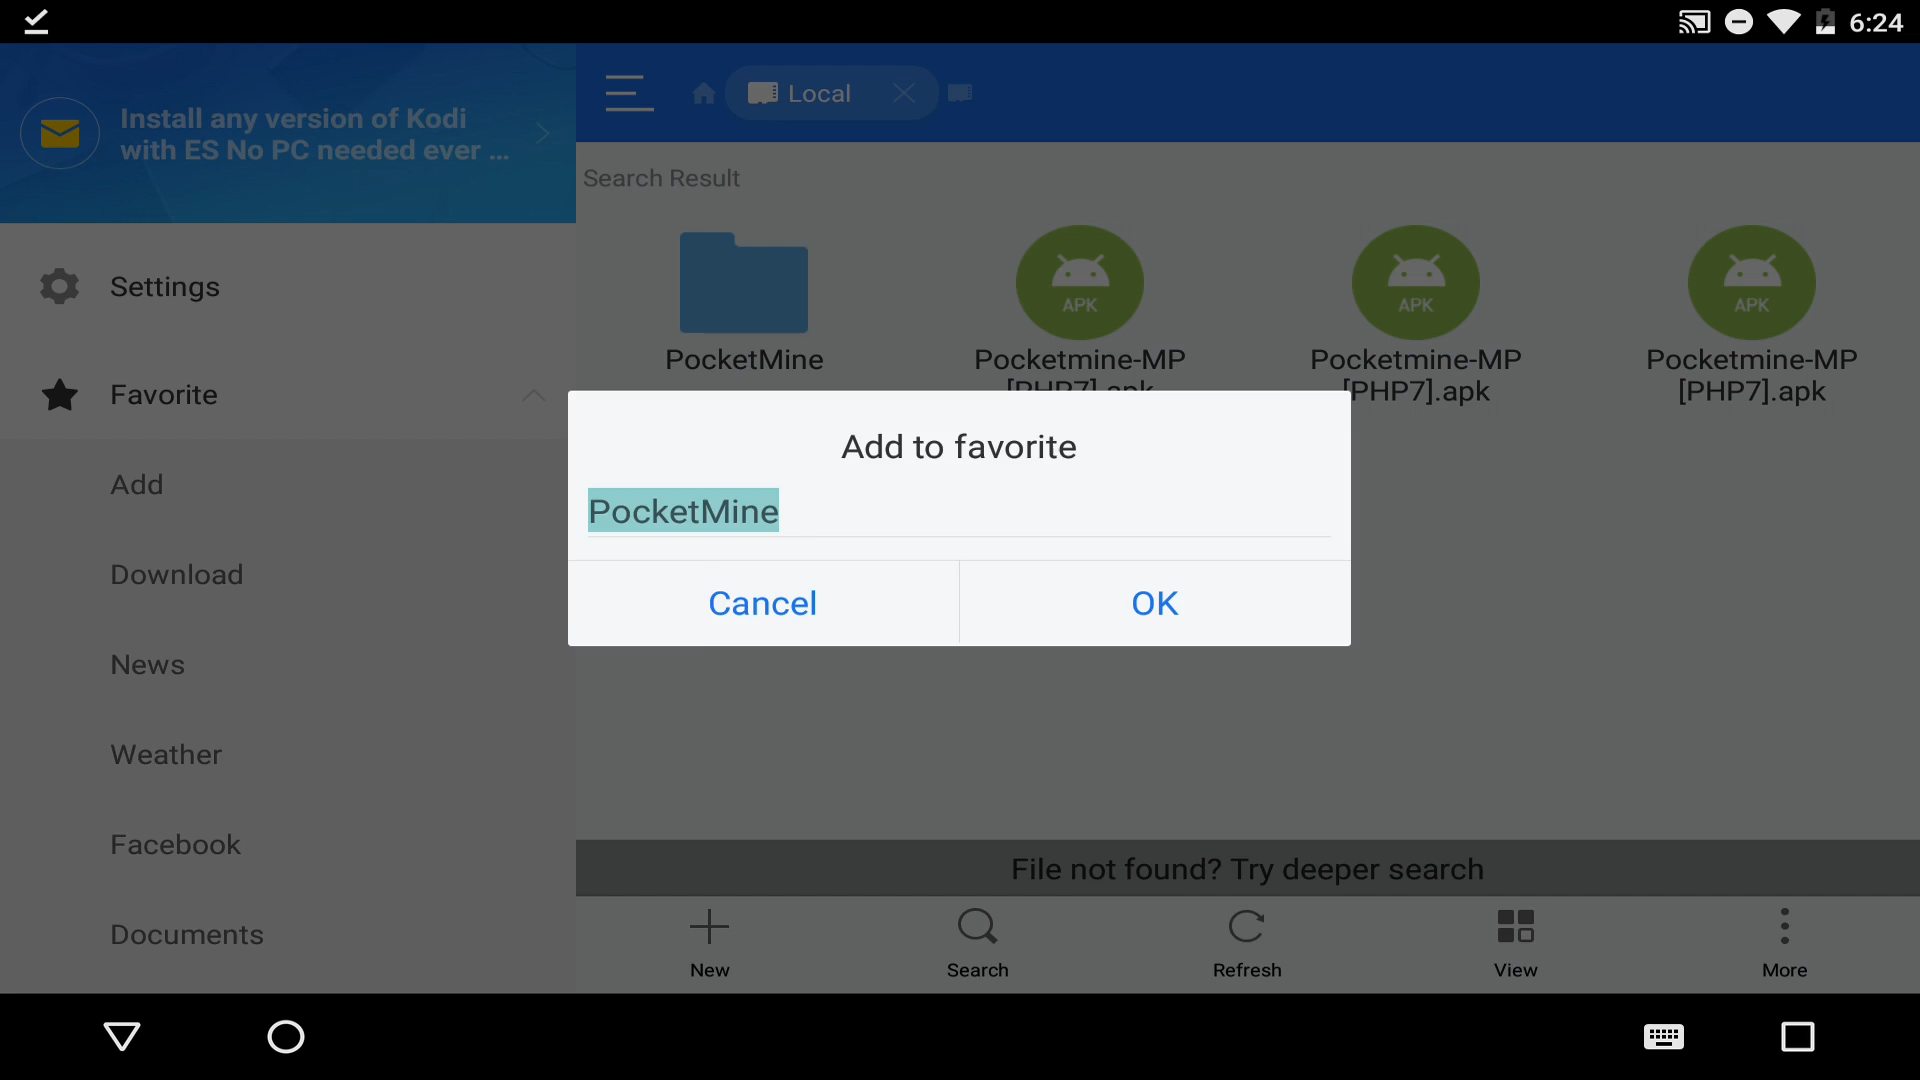 6:24
Install any version of Kodi
with ES No PC needed ever ...
Local
Settings
Favorite
Add
Download
News
Weather
Facebook
Documents
Search Result
APK
APK
APK
PocketMine
Pocketmine-MP
[PHP7].apk
Pocketmine-MP
[PHP7].apk
Pocketmine-MP
[PHP7].apk
Add to favorite
PocketMine
Cancel
OK
File not found? Try deeper search
New
Search
Refresh
View
More